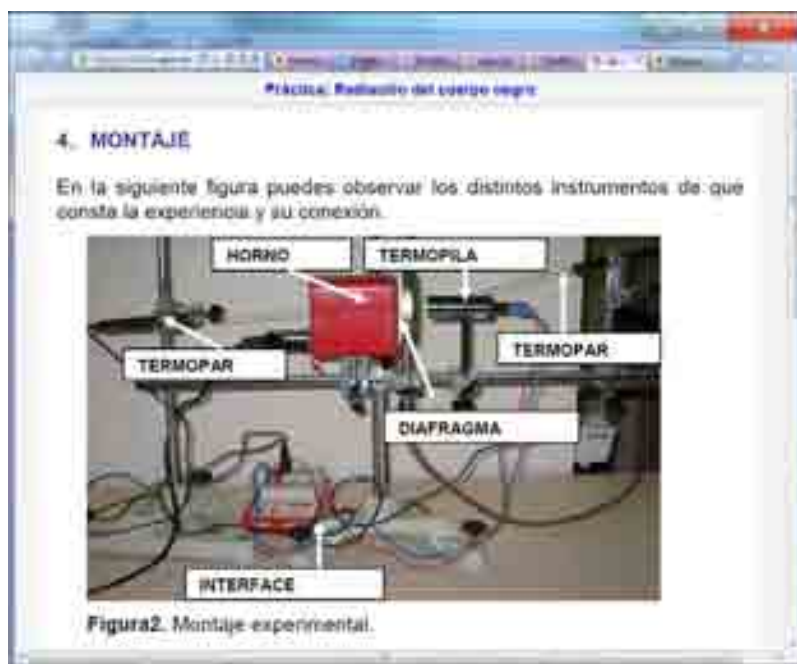 Práctica: Radiación del cuerpo negro
4. MONTAJE
En la siguiente figura puedes observar los distintos instrumentos de que
consta la experiencia y su conexión.
HORNO
TERMOPILA
TERMOPAR
TERMOPAR
DIAFRAGMA
INTERFACE
Figura2. Montaje experimental.